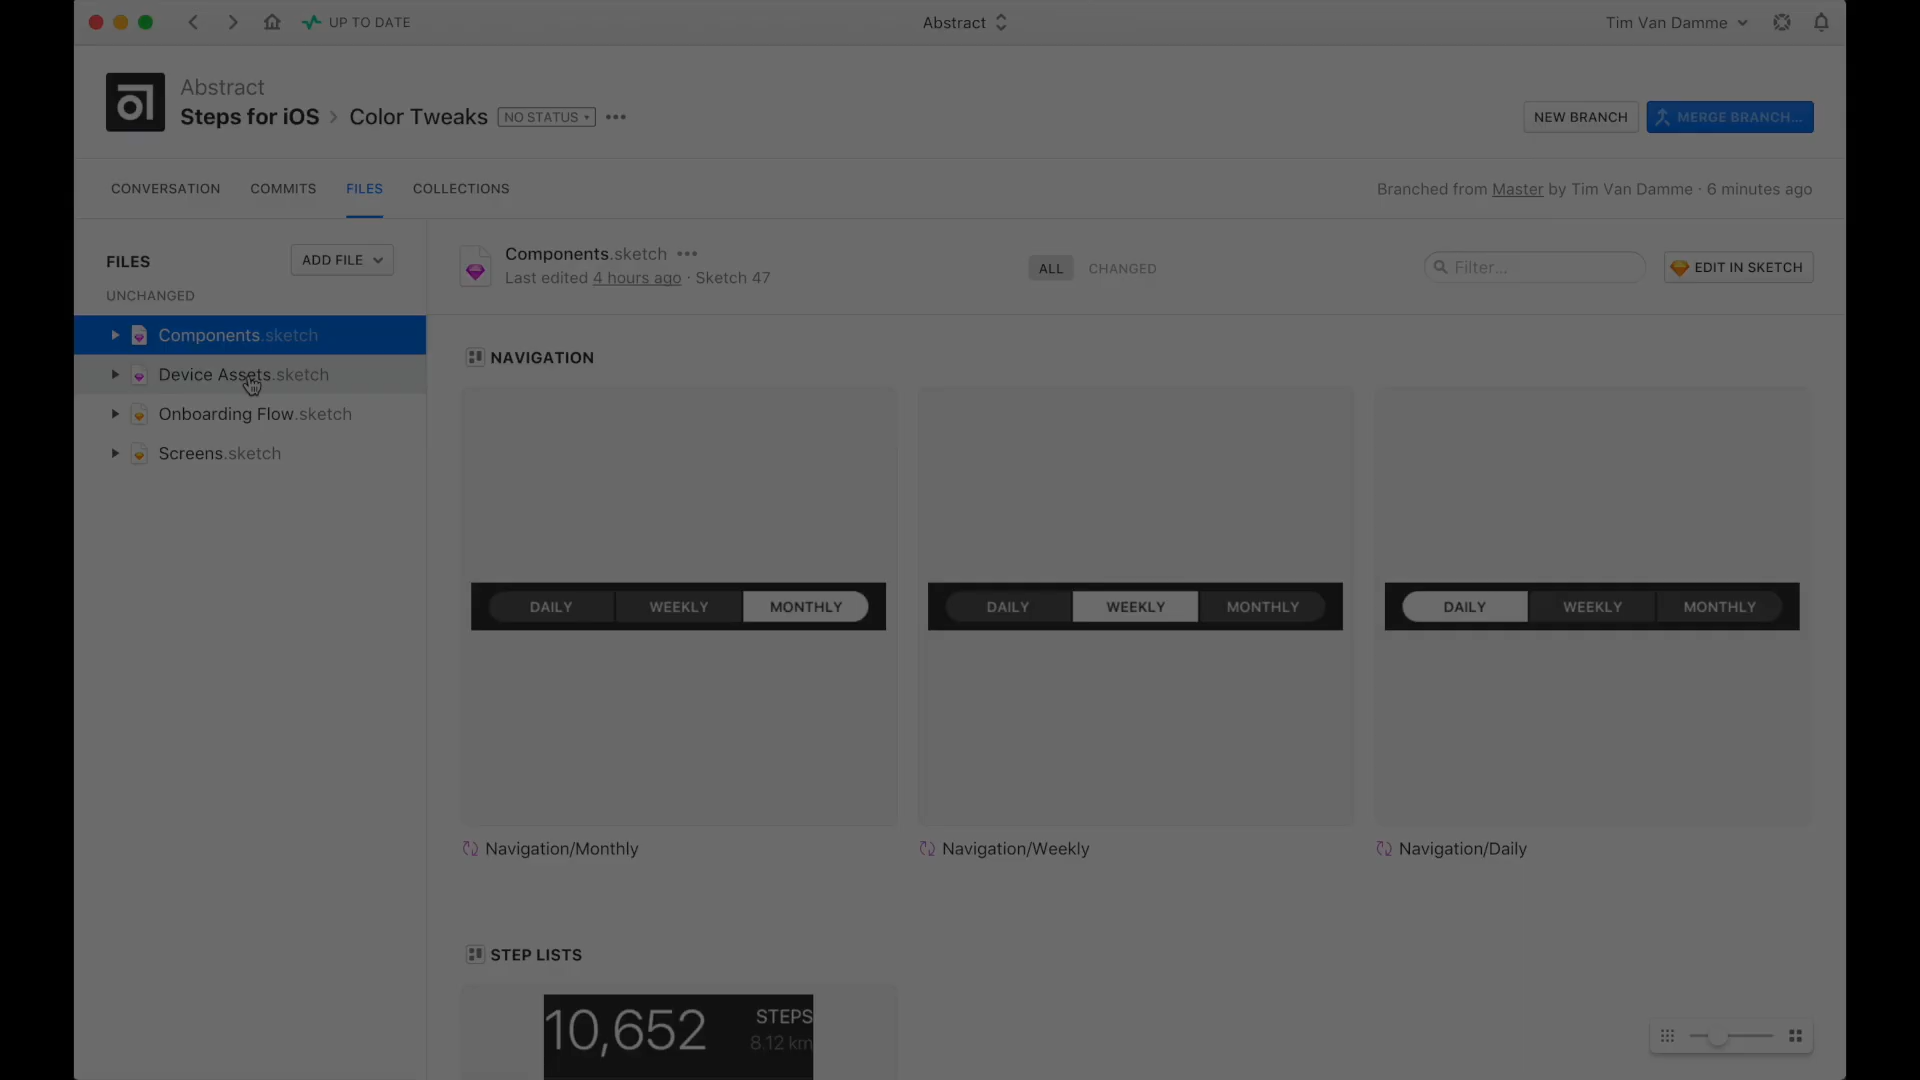 UP TO DATE
Abstract
Tim Van Damme
Abstract
Steps for iOS > Color Tweaks NO STATUS
NEW BRANCH
MERGE BRANCH...
CONVERSATION COMMITS FILES COLLECTIONS
Branched from Master by Tim Van Damme · 6 minutes ago
FILES
ADD FILE
UNCHANGED
Components.sketch
Device Assets.sketch
Onboarding Flow.sketch
Screens.sketch
Components.sketch
Last edited 4 hours ago · Sketch 47
ALL CHANGED
Filter...
EDIT IN SKETCH
NAVIGATION
DAILY WEEKLY MONTHLY
DAILY WEEKLY MONTHLY
DAILY WEEKLY MONTHLY
Navigation/Monthly
Navigation/Weekly
Navigation/Daily
STEP LISTS
10,652 STEPS
8.12 km